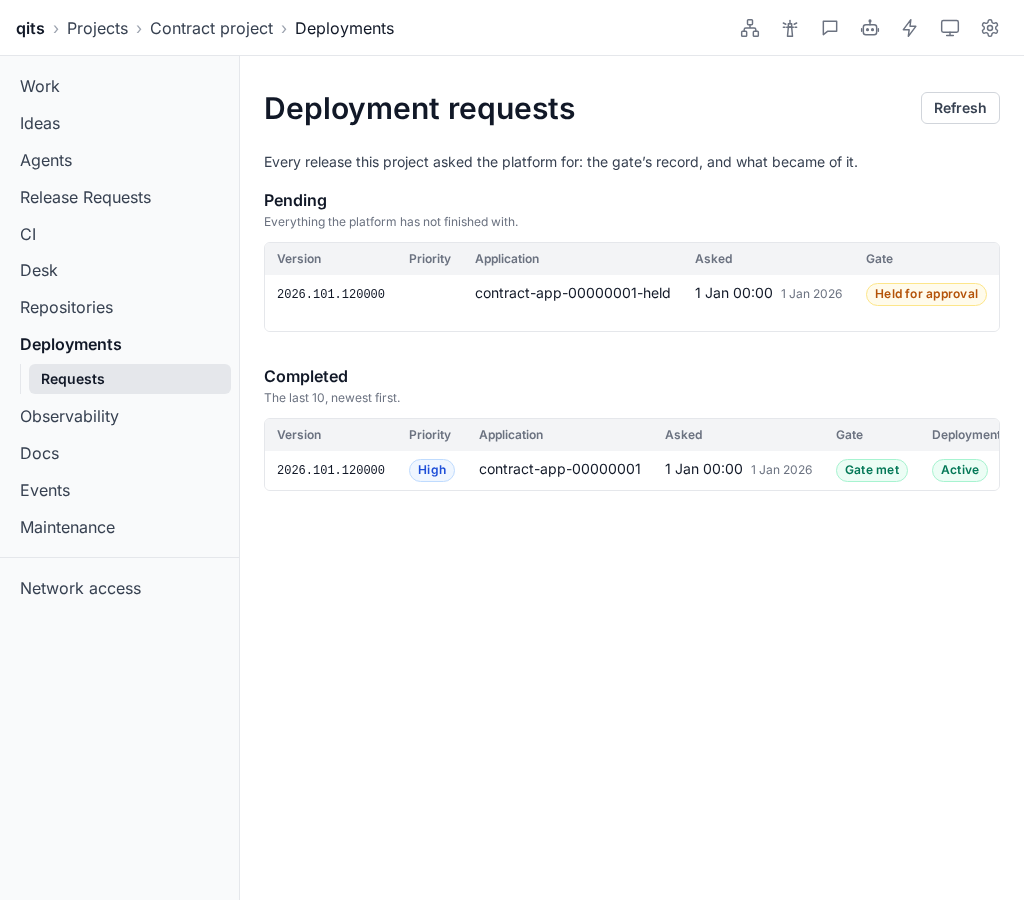 qits › Projects › Contract project › Deployments
Work
Ideas
Agents
Release Requests
CI
Desk
Repositories
Deployments
Requests
Observability
Docs
Events
Maintenance
Network access
Deployment requests
Refresh
Every release this project asked the platform for: the gate’s record, and what became of it.
Pending
Everything the platform has not finished with.
Version Priority Application Asked Gate
2026.101.120000 contract-app-00000001-held 1 Jan 00:00 1 Jan 2026 Held for approval
Completed
The last 10, newest first.
Version Priority Application Asked Gate Deployment
2026.101.120000 High contract-app-00000001 1 Jan 00:00 1 Jan 2026 Gate met Active